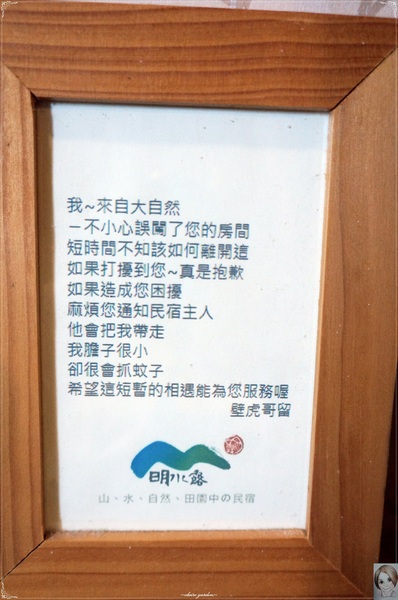 我~來自大自然
一不小心誤闖了您的房間
短時間不知該如何離開這
如果打擾到您~真是抱歉
如果造成您困擾
麻煩您通知民宿主人
他會把我帶走
我膽子很小
卻很會抓蚊子
希望這短暫的相遇能為您服務喔
壁虎哥留
明水露
山、水、自然、田園中の民宿